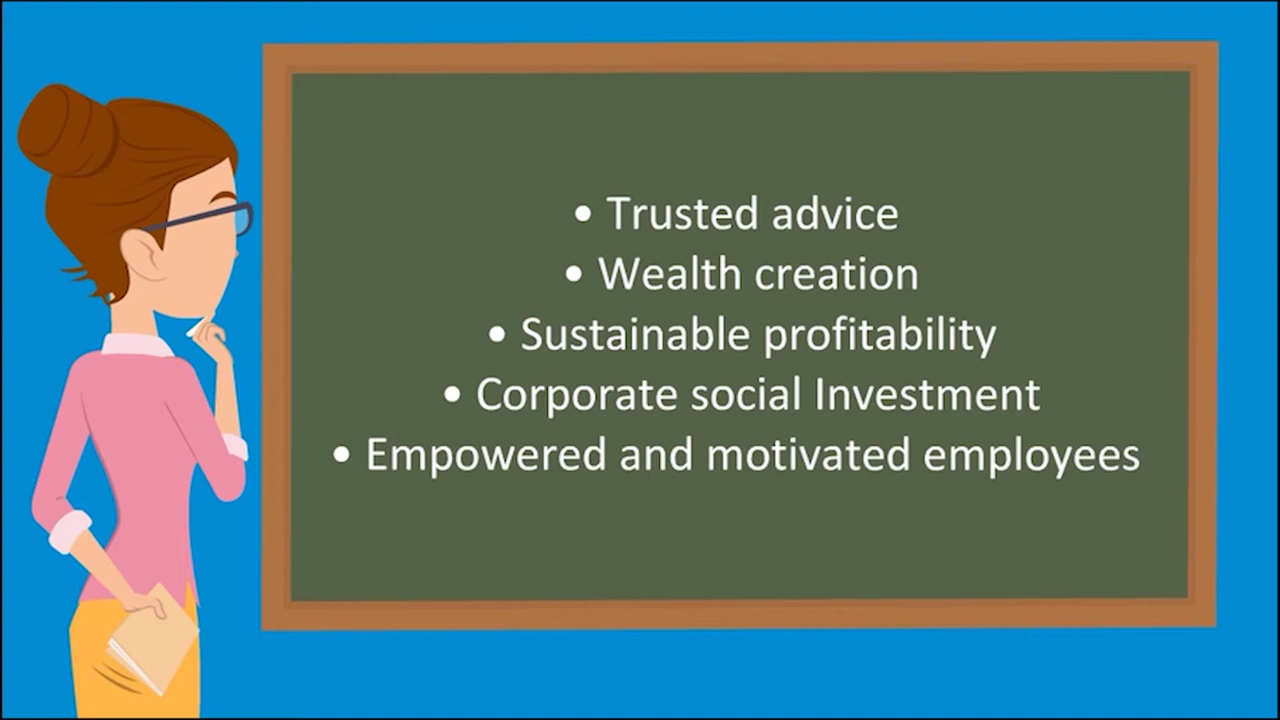 • Trusted advice
• Wealth creation
• Sustainable profitability
• Corporate social Investment
• Empowered and motivated employees